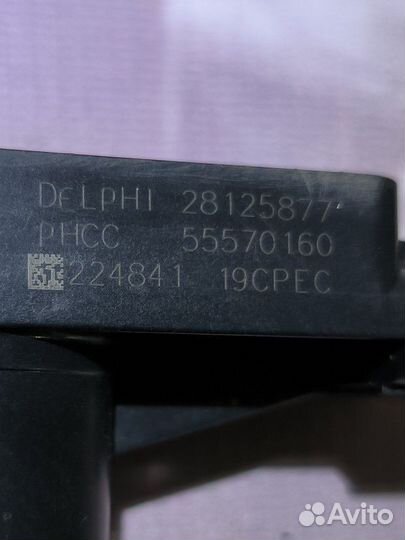 DELPHI 28125877
PHCC 55570160
224841 19CPEC
Avito